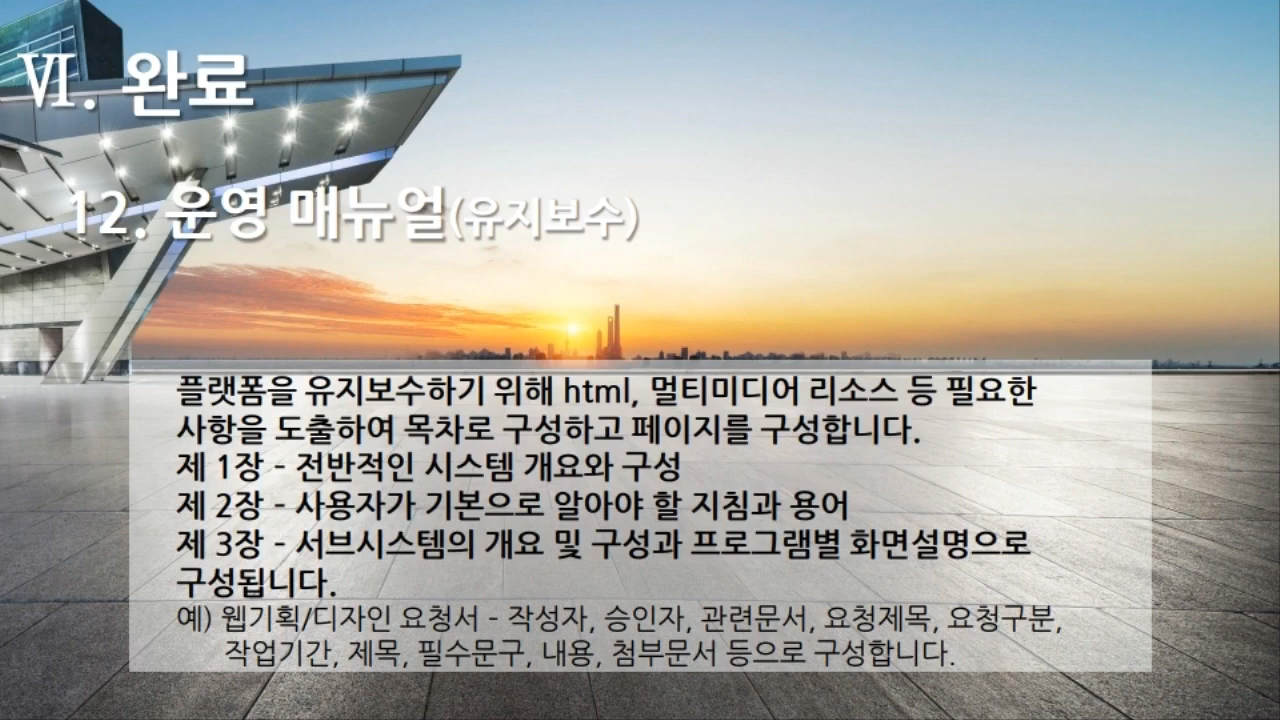 Ⅵ. 완료
12. 운영 매뉴얼(유지보수)
플랫폼을 유지보수하기 위해 html, 멀티미디어 리소스 등 필요한
사항을 도출하여 목차로 구성하고 페이지를 구성합니다.
제 1장 - 전반적인 시스템 개요와 구성
제 2장 - 사용자가 기본으로 알아야 할 지침과 용어
제 3장 - 서브시스템의 개요 및 구성과 프로그램별 화면설명으로
구성됩니다.
예) 웹기획/디자인 요청서 - 작성자, 승인자, 관련문서, 요청제목, 요청구분,
작업기간, 제목, 필수문구, 내용, 첨부문서 등으로 구성합니다.